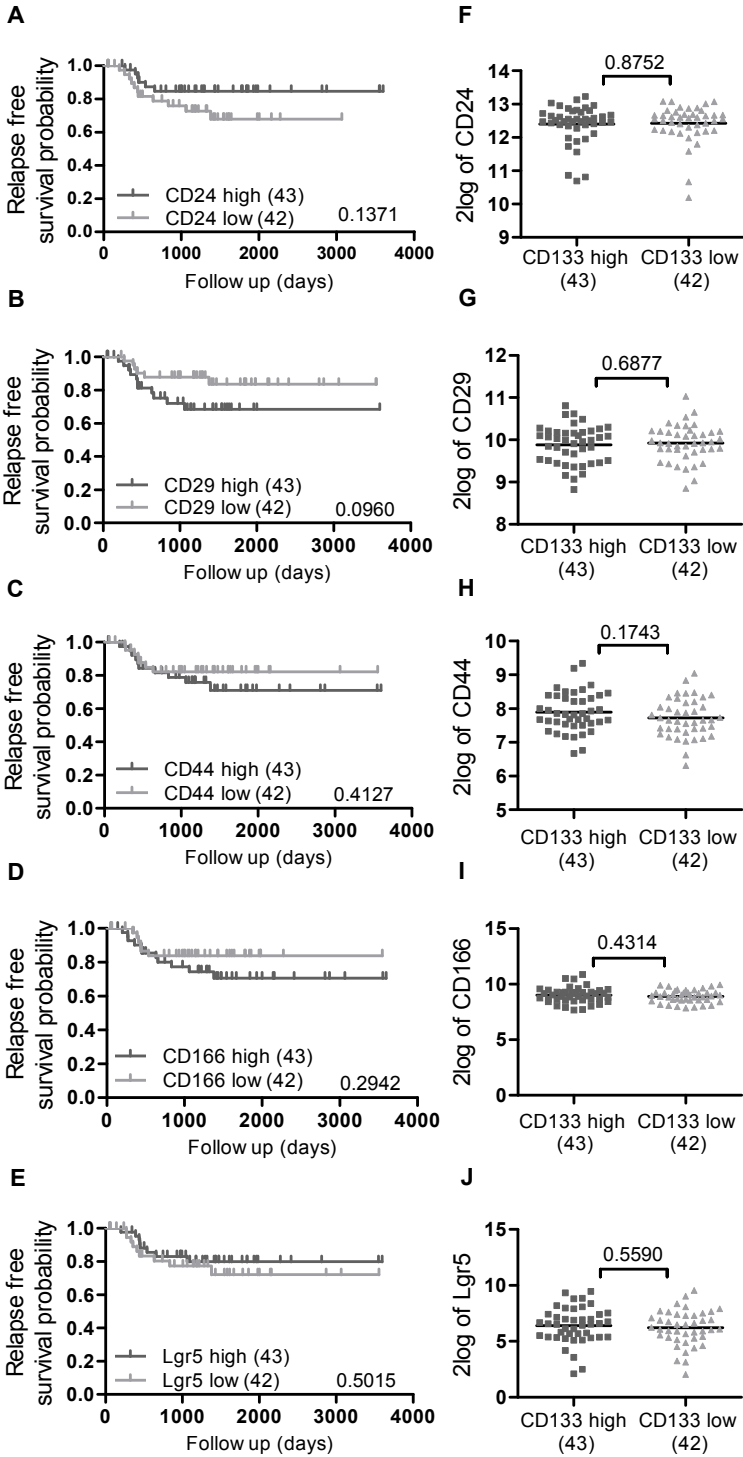 A
Relapse free
survival probability
1.0
0.8
0.6
0.4
0.2
0.0
CD24 high (43)
CD24 low (42)
0.1371
0 1000 2000 3000 4000
Follow up (days)
F
0.8752
2log of CD24
14
13
12
11
10
9
CD133 high CD133 low
(43) (42)
B
Relapse free
survival probability
1.0
0.8
0.6
0.4
0.2
0.0
CD29 high (43)
CD29 low (42)
0.0960
0 1000 2000 3000 4000
Follow up (days)
G
0.6877
2log of CD29
12
11
10
9
8
CD133 high CD133 low
(43) (42)
C
Relapse free
survival probability
1.0
0.8
0.6
0.4
0.2
0.0
CD44 high (43)
CD44 low (42)
0.4127
0 1000 2000 3000 4000
Follow up (days)
H
0.1743
2log of CD44
10
9
8
7
6
5
CD133 high CD133 low
(43) (42)
D
Relapse free
survival probability
1.0
0.8
0.6
0.4
0.2
0.0
CD166 high (43)
CD166 low (42)
0.2942
0 1000 2000 3000 4000
Follow up (days)
I
0.4314
2log of CD166
15
10
5
0
CD133 high CD133 low
(43) (42)
E
Relapse free
survival probability
1.0
0.8
0.6
0.4
0.2
0.0
Lgr5 high (43)
Lgr5 low (42)
0.5015
0 1000 2000 3000 4000
Follow up (days)
J
0.5590
2log of Lgr5
15
10
5
0
CD133 high CD133 low
(43) (42)